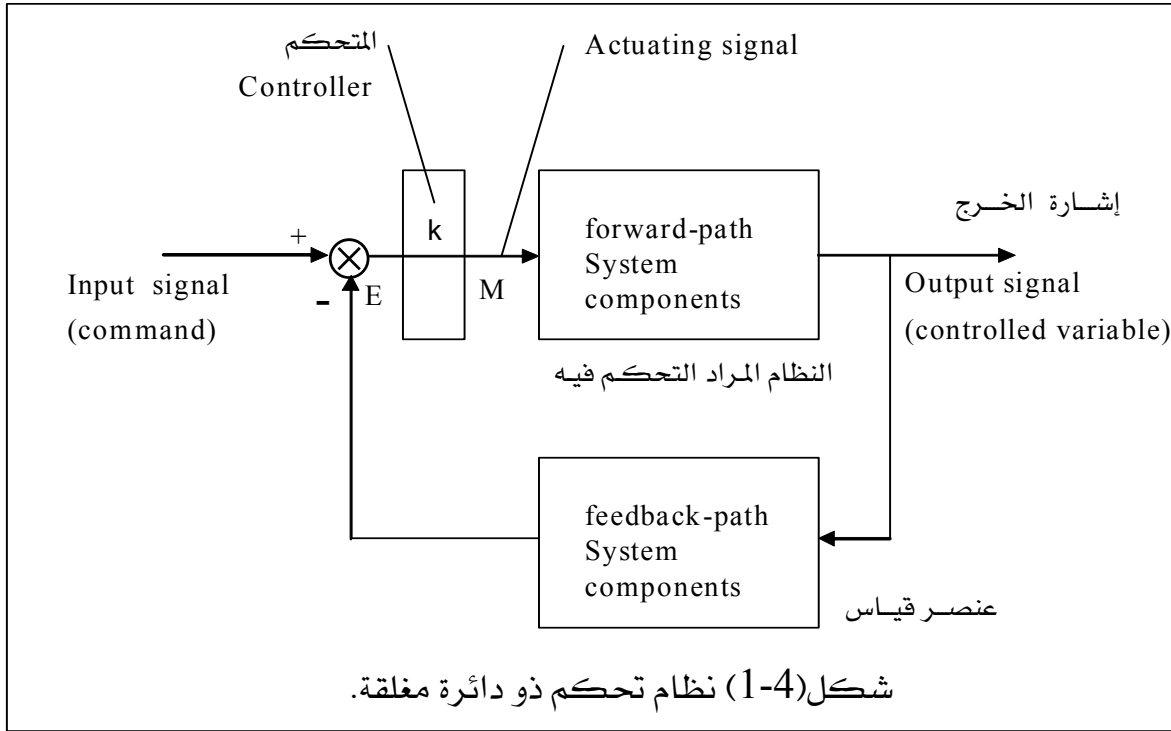 المتحكم
Controller
Actuating signal
إشارة الخرج
+
k
forward-path
System
components
-
E
M
Input signal
(command)
Output signal
(controlled variable)
النظام المراد التحكم فيه
feedback-path
System
components
عنصر قياس
شكل(4-1) نظام تحكم ذو دائرة مغلقة.